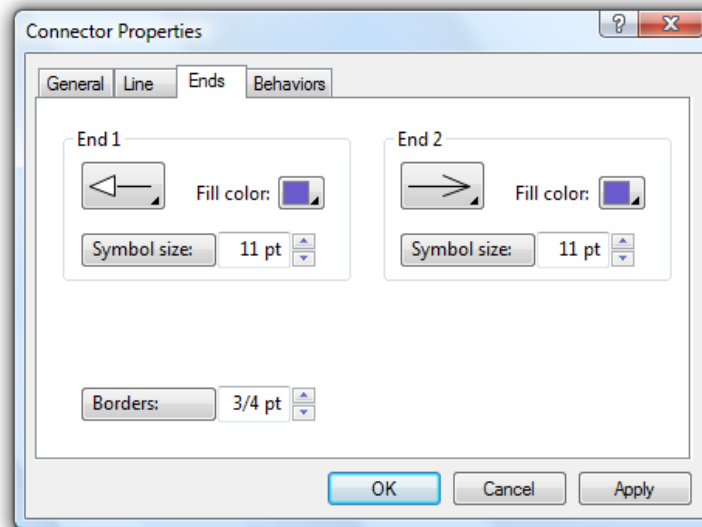 Connector Properties
General Line Ends Behaviors
End 1
Fill color:
Symbol size: 11 pt
End 2
Fill color:
Symbol size: 11 pt
Borders: 3/4 pt
OK Cancel Apply